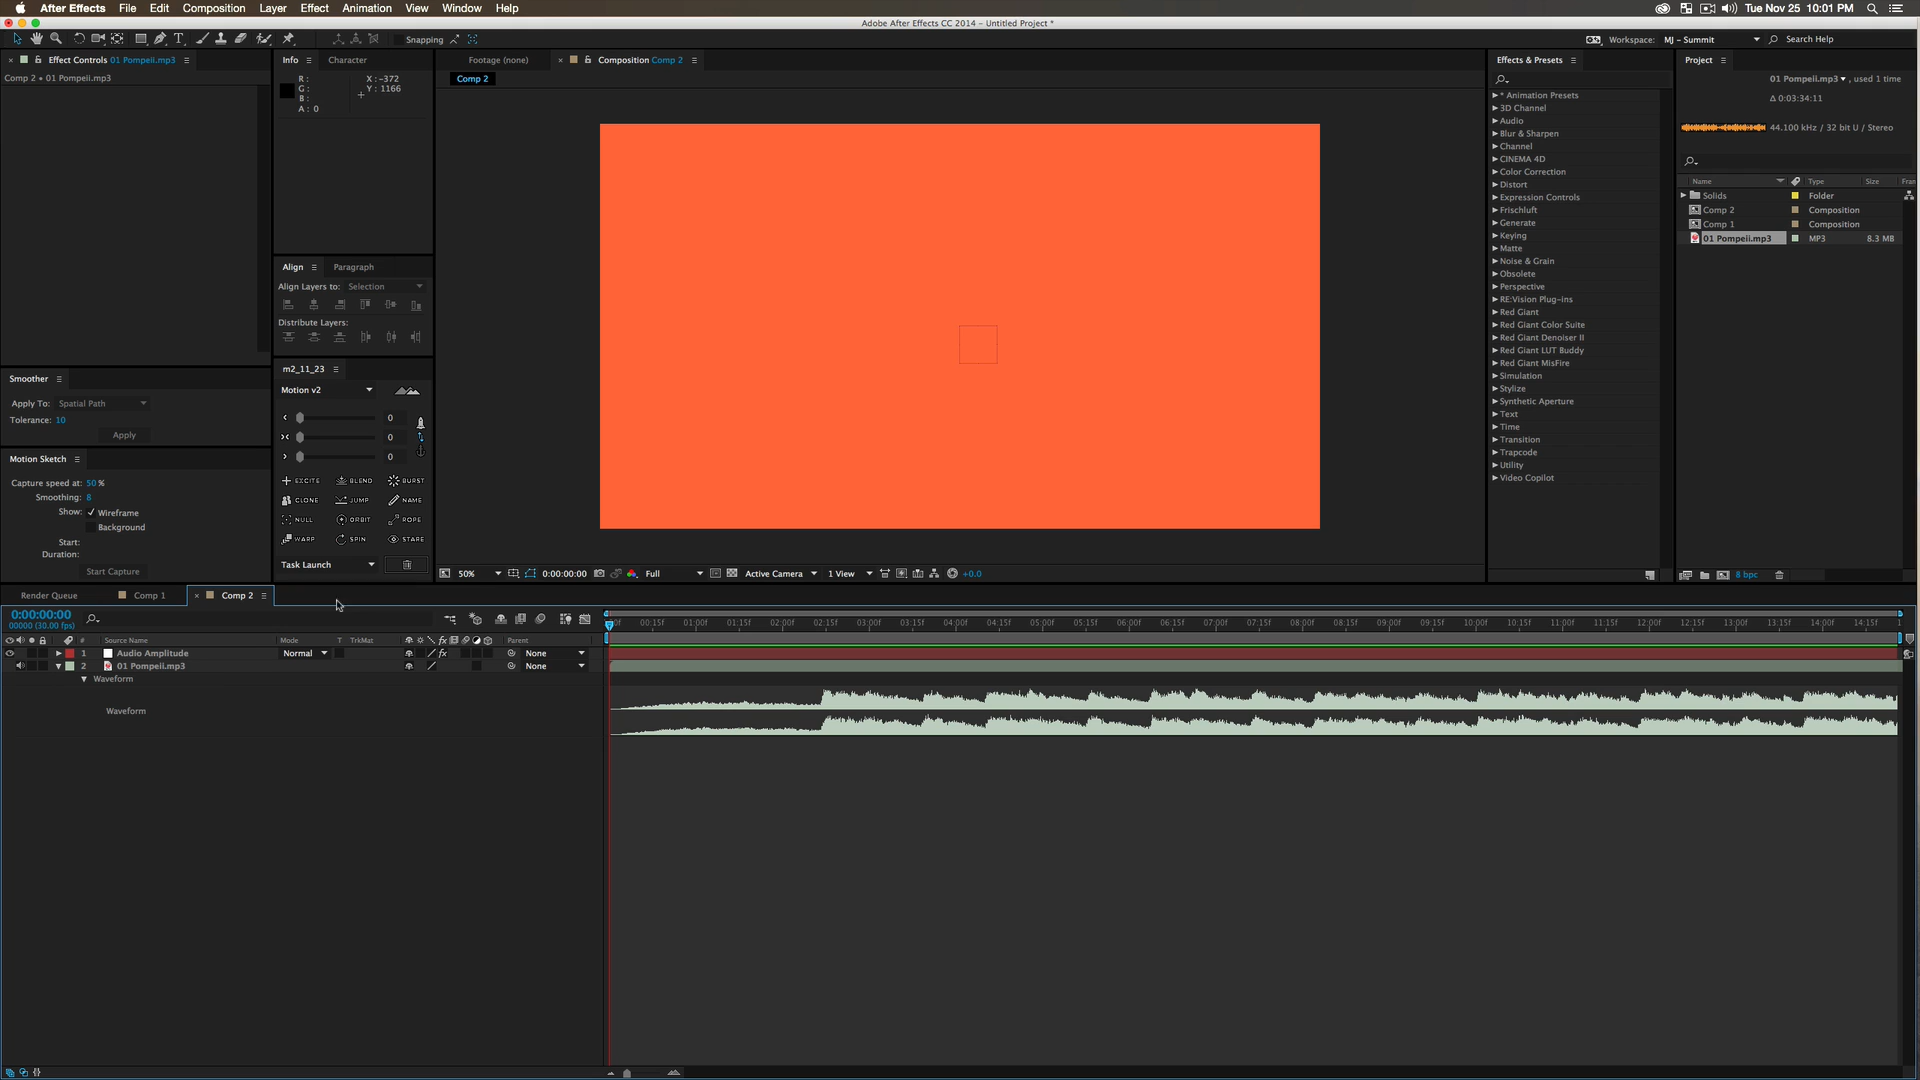 After Effects File Edit Composition Layer Effect Animation View Window Help Tue Nov 25 10:01 PM
Adobe After Effects CC 2014 - Untitled Project *
Snapping Workspace: MJ - Summit Search Help
Effect Controls 01 Pompeii.mp3
Comp 2 • 01 Pompeii.mp3
Smoother
Apply To: Spatial Path
Tolerance: 10
Apply
Motion Sketch
Capture speed at: 50 %
Smoothing: 8
Show: Wireframe
Background
Start:
Duration:
Start Capture
Info Character
R : X : -372
G : Y : 1166
B :
A : 0
Align Paragraph
Align Layers to: Selection
Distribute Layers:
m2_11_23
Motion v2
0
0
0
EXCITE BLEND BURST
CLONE JUMP NAME
NULL ORBIT ROPE
WARP SPIN STARE
Task Launch
Footage (none) Composition Comp 2
Comp 2
50% 0:00:00:00 Full Active Camera 1 View +0.0
Effects & Presets
* Animation Presets
3D Channel
Audio
Blur & Sharpen
Channel
CINEMA 4D
Color Correction
Distort
Expression Controls
Frischluft
Generate
Keying
Matte
Noise & Grain
Obsolete
Perspective
RE:Vision Plug-ins
Red Giant
Red Giant Color Suite
Red Giant Denoiser II
Red Giant LUT Buddy
Red Giant MisFire
Simulation
Stylize
Synthetic Aperture
Text
Time
Transition
Trapcode
Utility
Video Copilot
Project
01 Pompeii.mp3 , used 1 time
Δ 0:03:34:11
44.100 kHz / 32 bit U / Stereo
Name Type Size Fran
Solids Folder
Comp 2 Composition
Comp 1 Composition
01 Pompeii.mp3 MP3 8.3 MB
8 bpc
Render Queue Comp 1 Comp 2
0:00:00:00
00000 (30.00 fps)
00:15f 01:00f 01:15f 02:00f 02:15f 03:00f 03:15f 04:00f 04:15f 05:00f 05:15f 06:00f 06:15f 07:00f 07:15f 08:00f 08:15f 09:00f 09:15f 10:00f 10:15f 11:00f 11:15f 12:00f 12:15f 13:00f 13:15f 14:00f 14:15f
# Source Name Mode T TrkMat fx Parent
1 Audio Amplitude Normal fx None
2 01 Pompeii.mp3 None
Waveform
Waveform